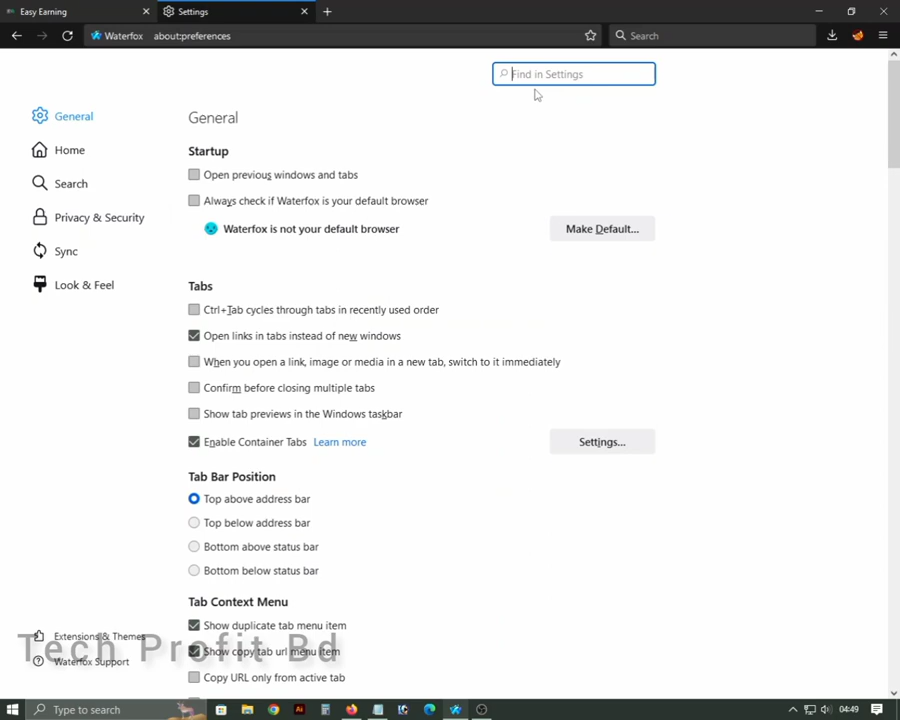 Easy Earning
Settings
Waterfox about:preferences
Search
Find in Settings
General
Home
Search
Privacy & Security
Sync
Look & Feel
Extensions & Themes
Waterfox Support
General
Startup
Open previous windows and tabs
Always check if Waterfox is your default browser
Waterfox is not your default browser
Make Default...
Tabs
Ctrl+Tab cycles through tabs in recently used order
Open links in tabs instead of new windows
When you open a link, image or media in a new tab, switch to it immediately
Confirm before closing multiple tabs
Show tab previews in the Windows taskbar
Enable Container Tabs Learn more
Settings...
Tab Bar Position
Top above address bar
Top below address bar
Bottom above status bar
Bottom below status bar
Tab Context Menu
Show duplicate tab menu item
Show copy tab url menu item
Copy URL only from active tab
Tech Profit Bd
Type to search
04:49